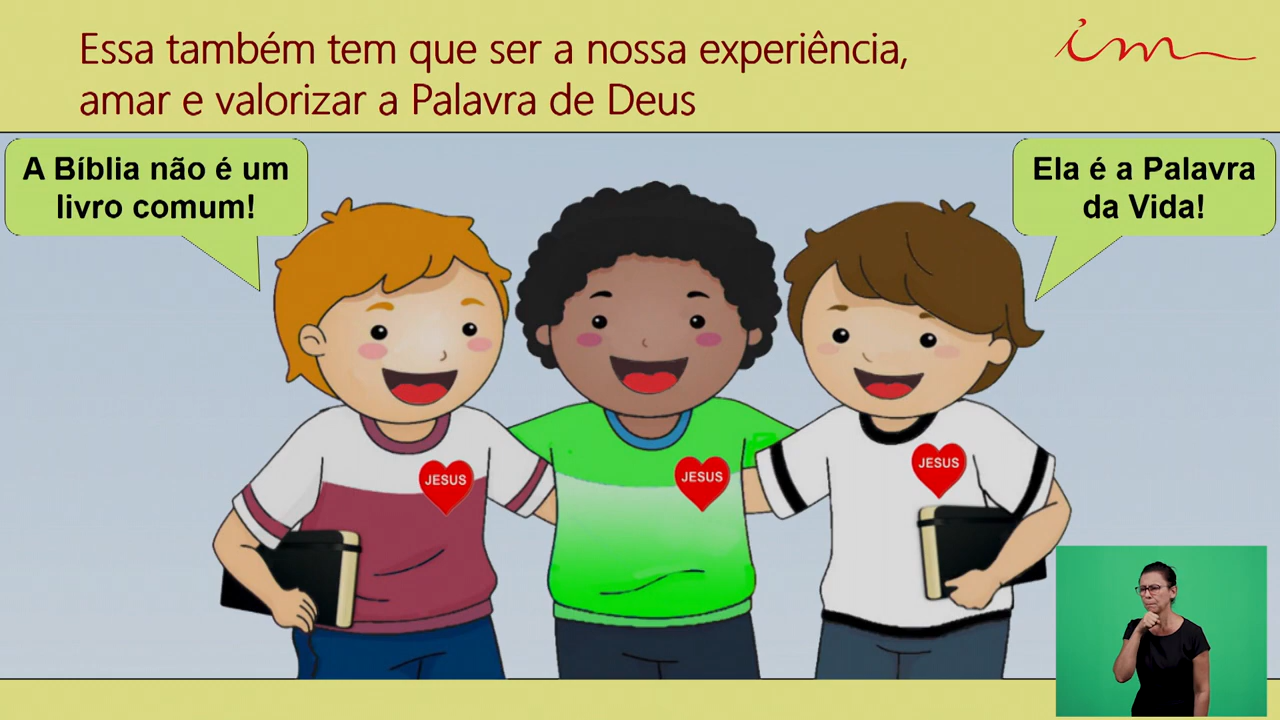 Essa também tem que ser a nossa experiência,
amar e valorizar a Palavra de Deus
im
A Bíblia não é um
livro comum!
Ela é a Palavra
da Vida!
JESUS
JESUS
JESUS